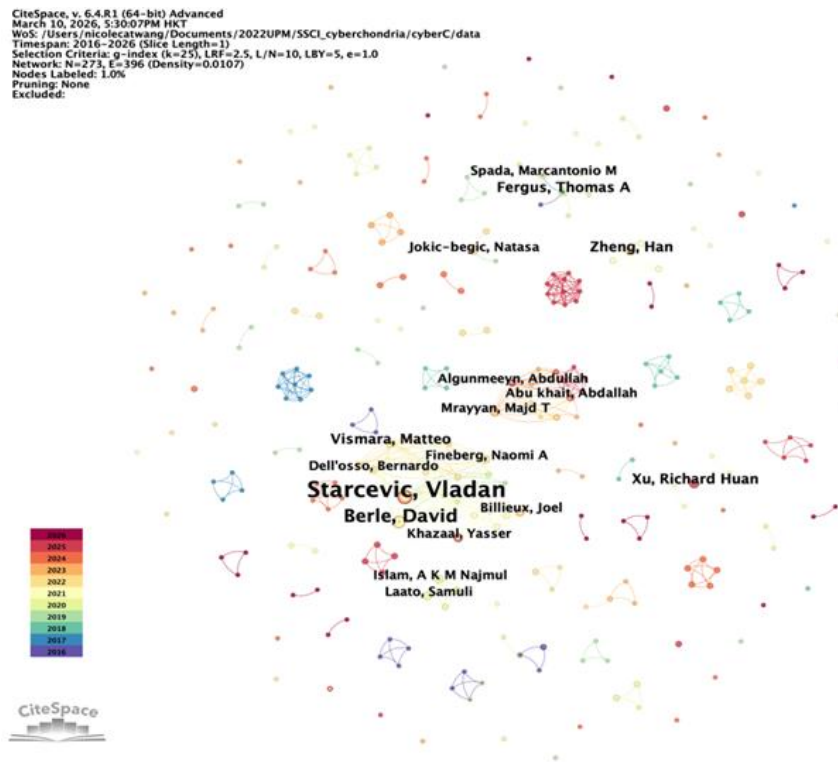 CiteSpace, v. 6.4.R1 (64-bit) Advanced
March 10, 2026, 5:30:07PM HKT
WoS: /Users/nicolecatwang/Documents/2022UPM/SSCI_cyberchondria/cyberC/data
Timespan: 2016-2026 (Slice Length=1)
Selection Criteria: g-index (k=25), LRF=2.5, L/N=10, LBY=5, e=1.0
Network: N=273, E=396 (Density=0.0107)
Nodes Labeled: 1.0%
Pruning: None
Excluded:
Spada, Marcantonio M
Fergus, Thomas A
Jokic-begic, Natasa
Zheng, Han
Algunmeeyn, Abdullah
Abu khait, Abdallah
Mrayyan, Majd T
Vismara, Matteo
Fineberg, Naomi A
Dell'osso, Bernardo
Xu, Richard Huan
Starcevic, Vladan
Billieux, Joel
Berle, David
Khazaal, Yasser
Islam, A K M Najmul
Laato, Samuli
2026
2025
2024
2023
2022
2021
2020
2019
2018
2017
2016
CiteSpace